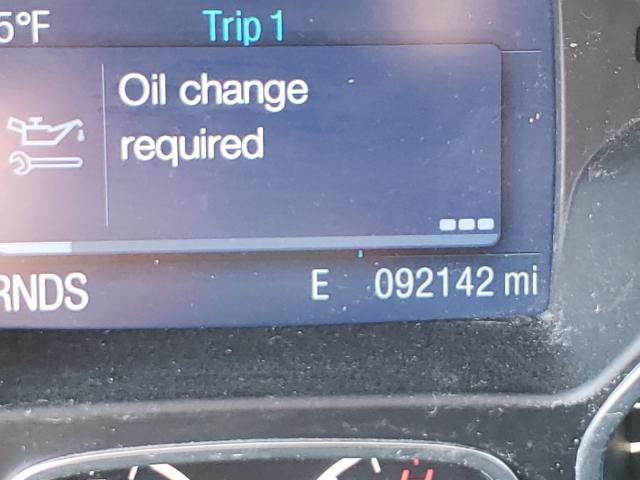 5°F Trip 1
Oil change
required
RNDS E 092142 mi